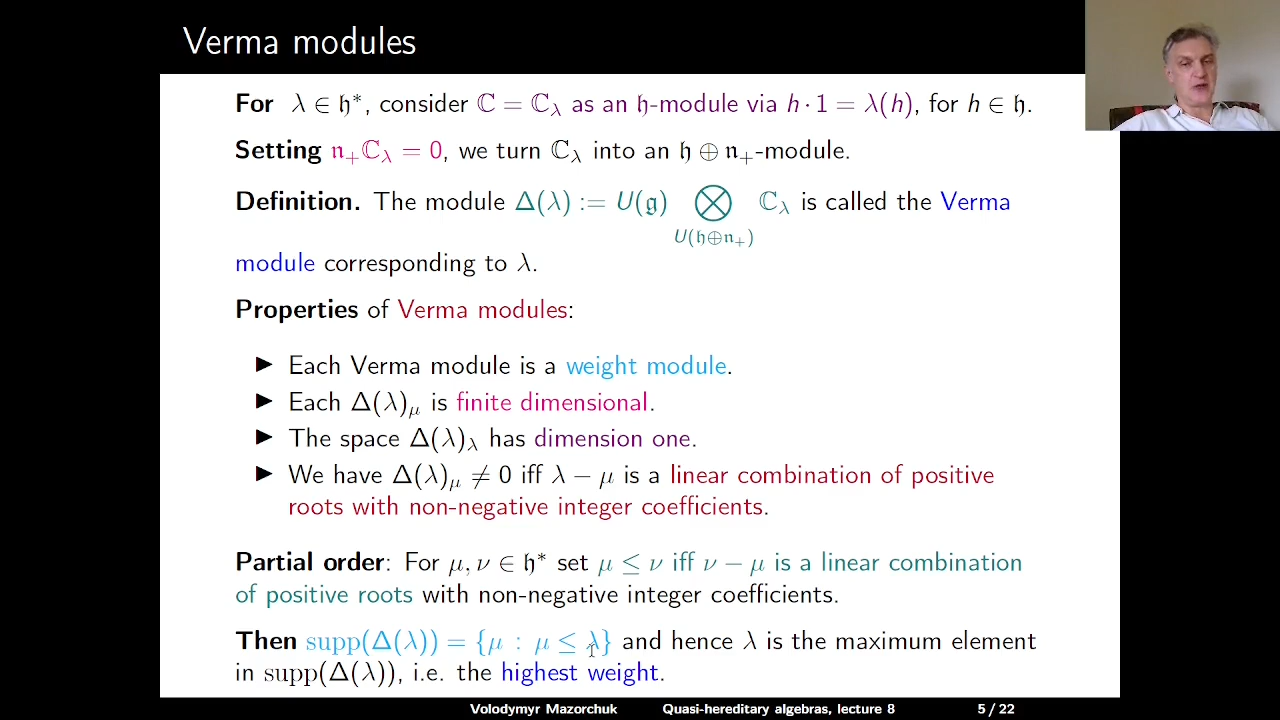 Verma modules
For λ ∈ 𝔥*, consider ℂ = ℂ_λ as an 𝔥-module via h · 1 = λ(h), for h ∈ 𝔥.
Setting 𝔫₊ℂ_λ = 0, we turn ℂ_λ into an 𝔥 ⊕ 𝔫₊-module.
Definition. The module Δ(λ) := U(𝔤) ⨂ ℂ_λ is called the Verma
U(𝔥⊕𝔫₊)
module corresponding to λ.
Properties of Verma modules:
▶ Each Verma module is a weight module.
▶ Each Δ(λ)_μ is finite dimensional.
▶ The space Δ(λ)_λ has dimension one.
▶ We have Δ(λ)_μ ≠ 0 iff λ − μ is a linear combination of positive
roots with non-negative integer coefficients.
Partial order: For μ, ν ∈ 𝔥* set μ ≤ ν iff ν − μ is a linear combination
of positive roots with non-negative integer coefficients.
Then supp(Δ(λ)) = {μ : μ ≤ λ} and hence λ is the maximum element
in supp(Δ(λ)), i.e. the highest weight.
Volodymyr Mazorchuk Quasi-hereditary algebras, lecture 8 5 / 22